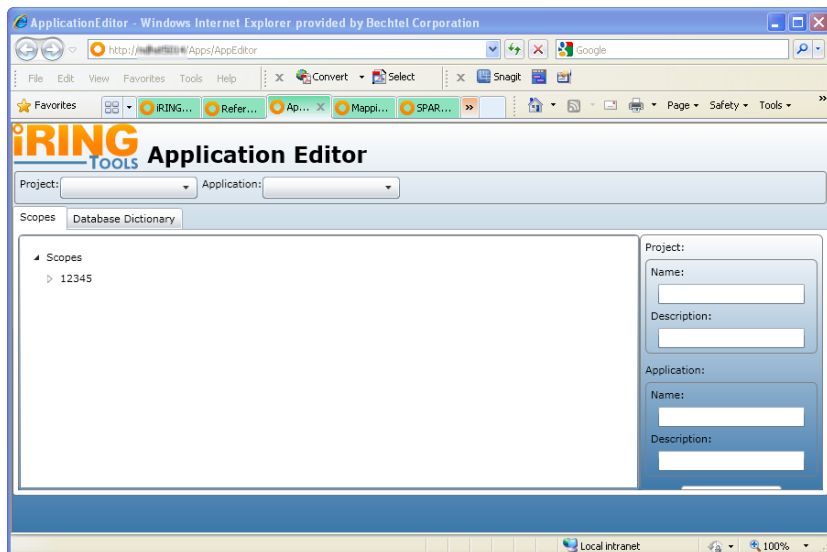 ApplicationEditor - Windows Internet Explorer provided by Bechtel Corporation
http:// /Apps/AppEditor
Google
File Edit View Favorites Tools Help x Convert Select x Snagit
Favorites iRING... Refer... Ap... X Mappi... SPAR... » Page Safety Tools »
iRING TOOLS Application Editor
Project: Application:
Scopes Database Dictionary
Scopes
12345
Project:
Name:
Description:
Application:
Name:
Description:
Local intranet 100%